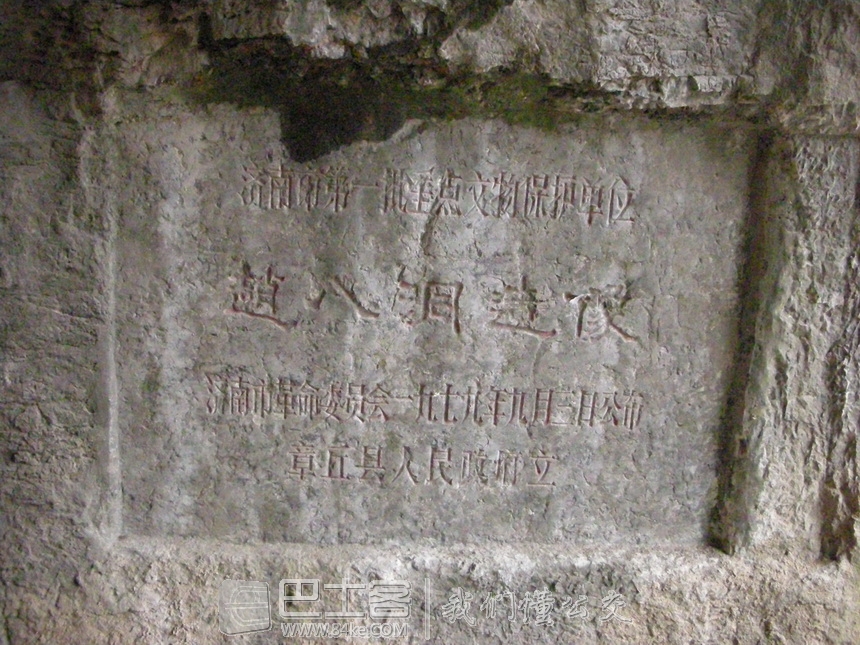 济南市第一批重点文物保护单位
趙八洞造像
济南市革命委员会一九七九年九月三日公布
章丘县人民政府立
巴士客
www.84ke.com
我们懂公交